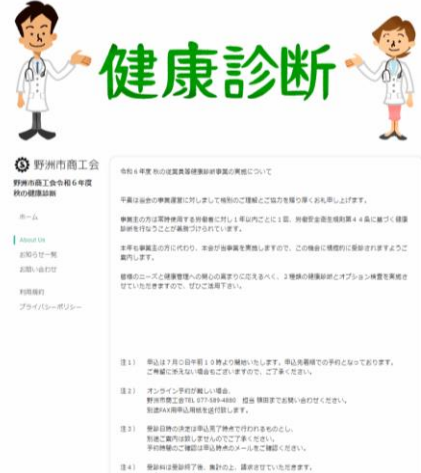 健康診断
野洲市商工会
野洲市商工会令和6年度
秋の健康診断
ホーム
About Us
お知らせ一覧
お問い合わせ
利用規約
プライバシーポリシー
令和6年度 秋の従業員等健康診断事業の実施について
平素は当会の事業運営に対しまして格別のご理解とご協力を賜り厚くお礼申し上げます。
事業主の方は常時使用する労働者に対し1年以内ごとに1回、労働安全衛生規則第44条に基づく健康
診断を行なうことが義務づけられています。
本年も事業主の方に代わり、本会が当事業を実施しますので、この機会に積極的に受診されますようご
案内します。
皆様のニーズと健康管理への関心の高まりに応えるべく、2種類の健康診断とオプション検査を実施さ
せていただきますので、ぜひご活用下さい。
注1) 申込は7月〇日午前10時より開始いたします。申込先着順での予約となっております。
ご希望に添えない場合もございますので、ご了承ください。
注2) オンライン予約が難しい場合、
野洲市商工会TEL 077-589-4880 担当 領田までお問い合わせください。
別途FAX用申込用紙を送付致します。
注3) 受診日時の決定は申込完了時点で行われるものとし、
別途ご案内は致しませんのでご了承ください。
予約時間のご確認は申込時点のメールをご確認ください。
注4) 受診料は受診終了後、集計の上、請求させていただきます。